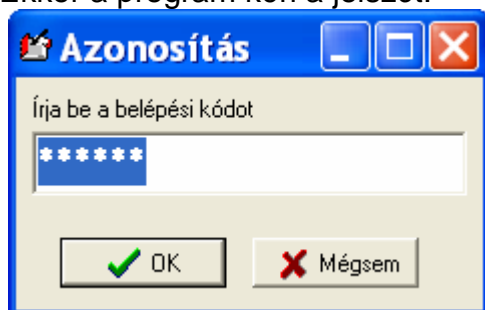 Ekkor a program kéri a jelszót:
Azonosítás
Írja be a belépési kódot
******
OK
Mégsem